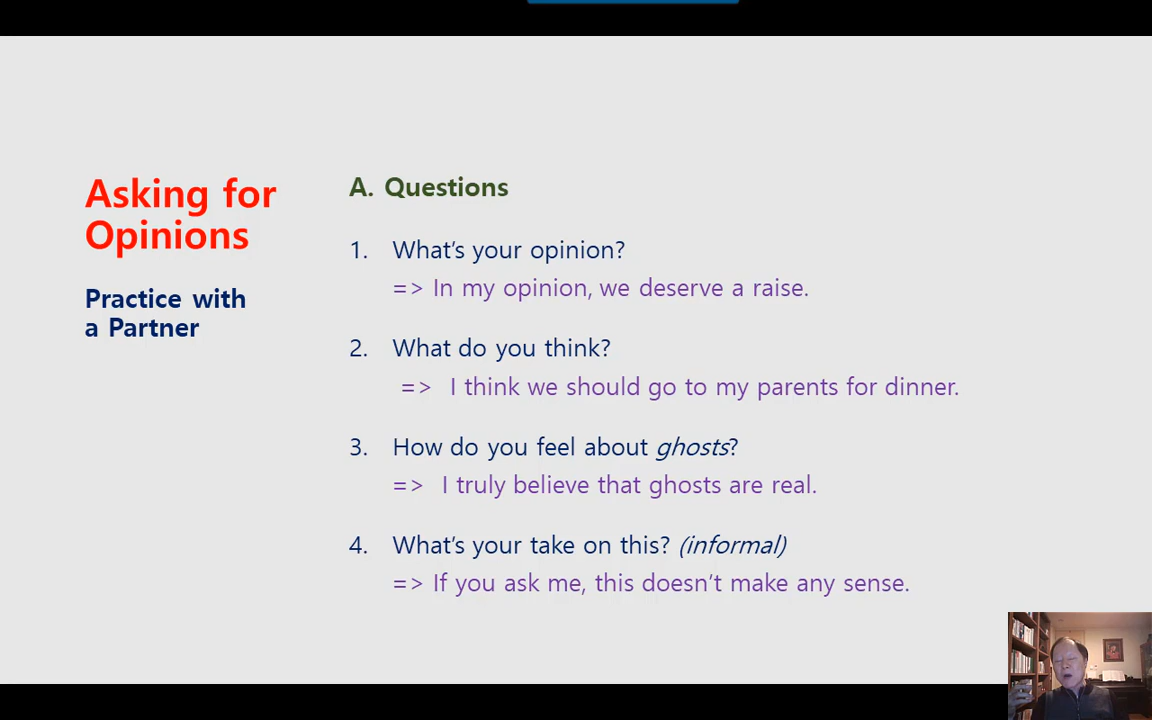 Asking for
Opinions
Practice with
a Partner
A. Questions
1. What's your opinion?
=> In my opinion, we deserve a raise.
2. What do you think?
=> I think we should go to my parents for dinner.
3. How do you feel about ghosts?
=> I truly believe that ghosts are real.
4. What's your take on this? (informal)
=> If you ask me, this doesn't make any sense.